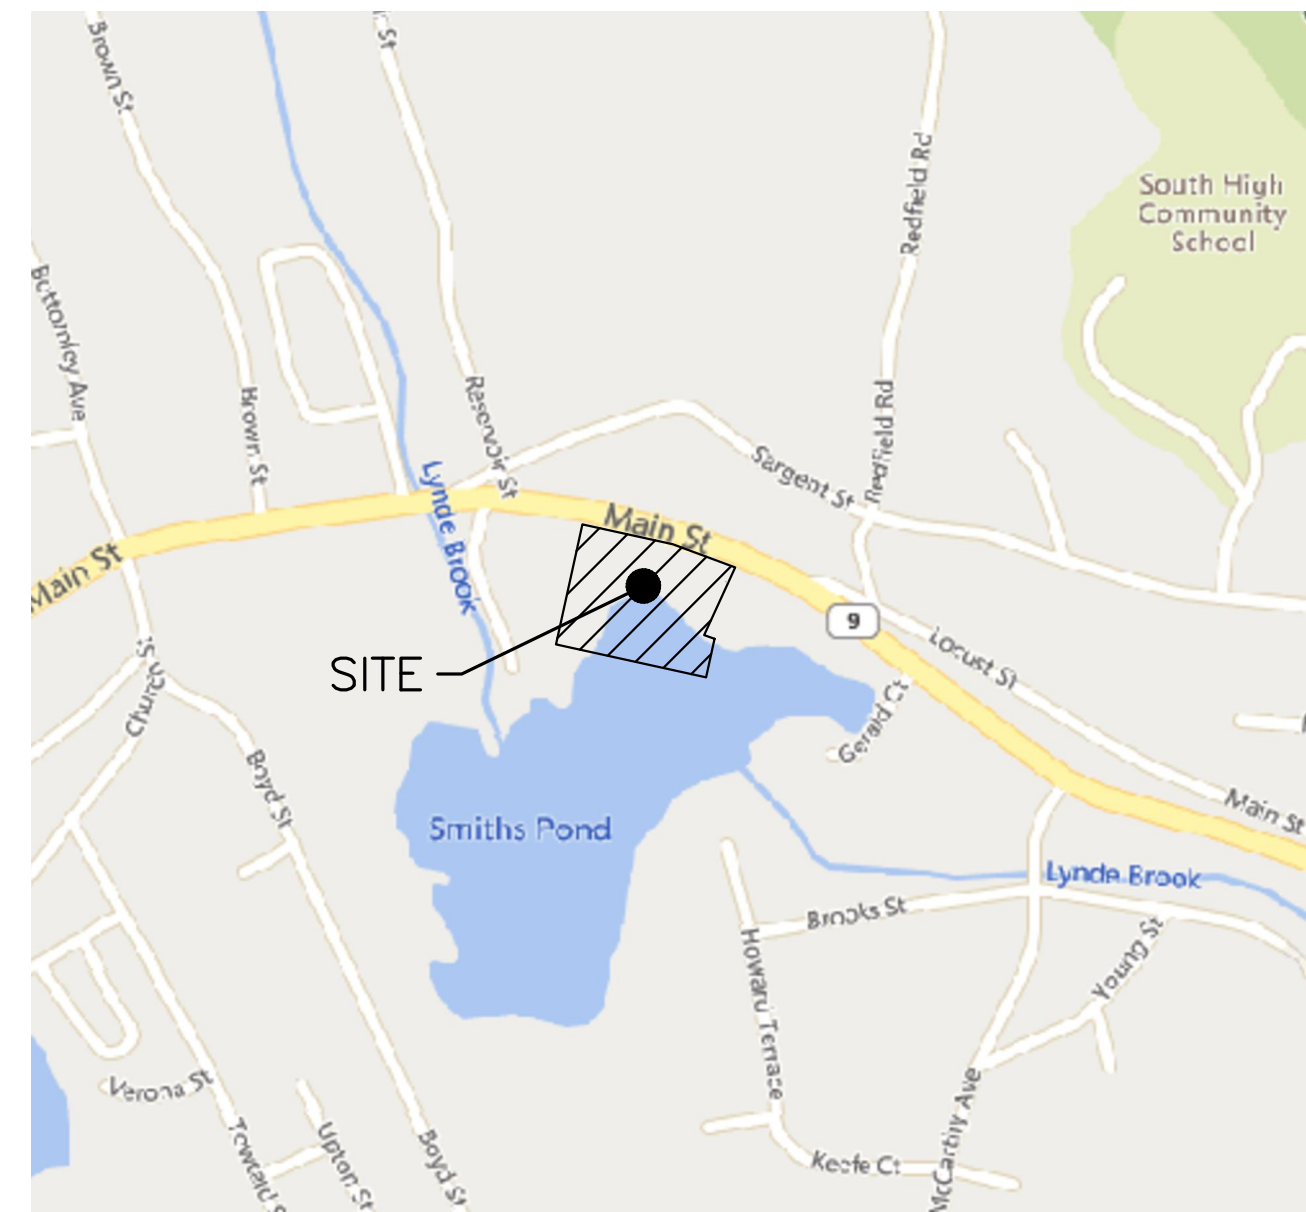 Brown St
St
Redfield Rd
South High
Community
School
Bottomley Ave
Brown St
Reservoir St
Redfield Rd
Sargent St
Lynde Brook
Main St
Main St
9
Locust St
SITE
Church St
Gerald Ct
Boyd St
Main St
Smiths Pond
Lynde Brook
Brooks St
Young St
Howard Terrace
Verona St
McCarthy Ave
Upton St
Boyd St
Keefe Ct